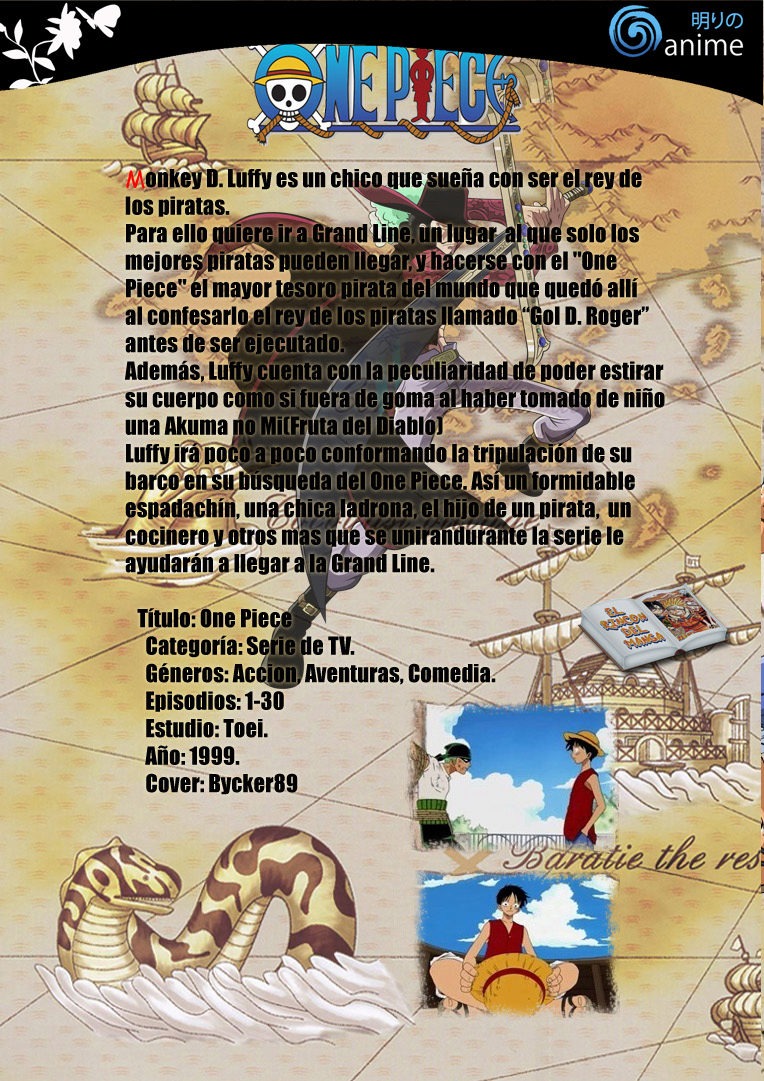 明りの
anime
ONE PIECE
Monkey D. Luffy es un chico que sueña con ser el rey de
los piratas.
Para ello quiere ir a Grand Line, un lugar al que solo los
mejores piratas pueden llegar, y hacerse con el "One
Piece" el mayor tesoro pirata del mundo que quedó allí
al confesarlo el rey de los piratas llamado “Gol D. Roger”
antes de ser ejecutado.
Además, Luffy cuenta con la peculiaridad de poder estirar
su cuerpo como si fuera de goma al haber tomado de niño
una Akuma no Mi(Fruta del Diablo)
Luffy irá poco a poco conformando la tripulación de su
barco en su búsqueda del One Piece. Así un formidable
espadachín, una chica ladrona, el hijo de un pirata, un
cocinero y otros mas que se unirandurante la serie le
ayudarán a llegar a la Grand Line.
Título: One Piece
Categoría: Serie de TV.
Géneros: Accion, Aventuras, Comedia.
Episodios: 1-30
Estudio: Toei.
Año: 1999.
Cover: Bycker89
EL
RINCON
DEL
MANGA
Baratie the res